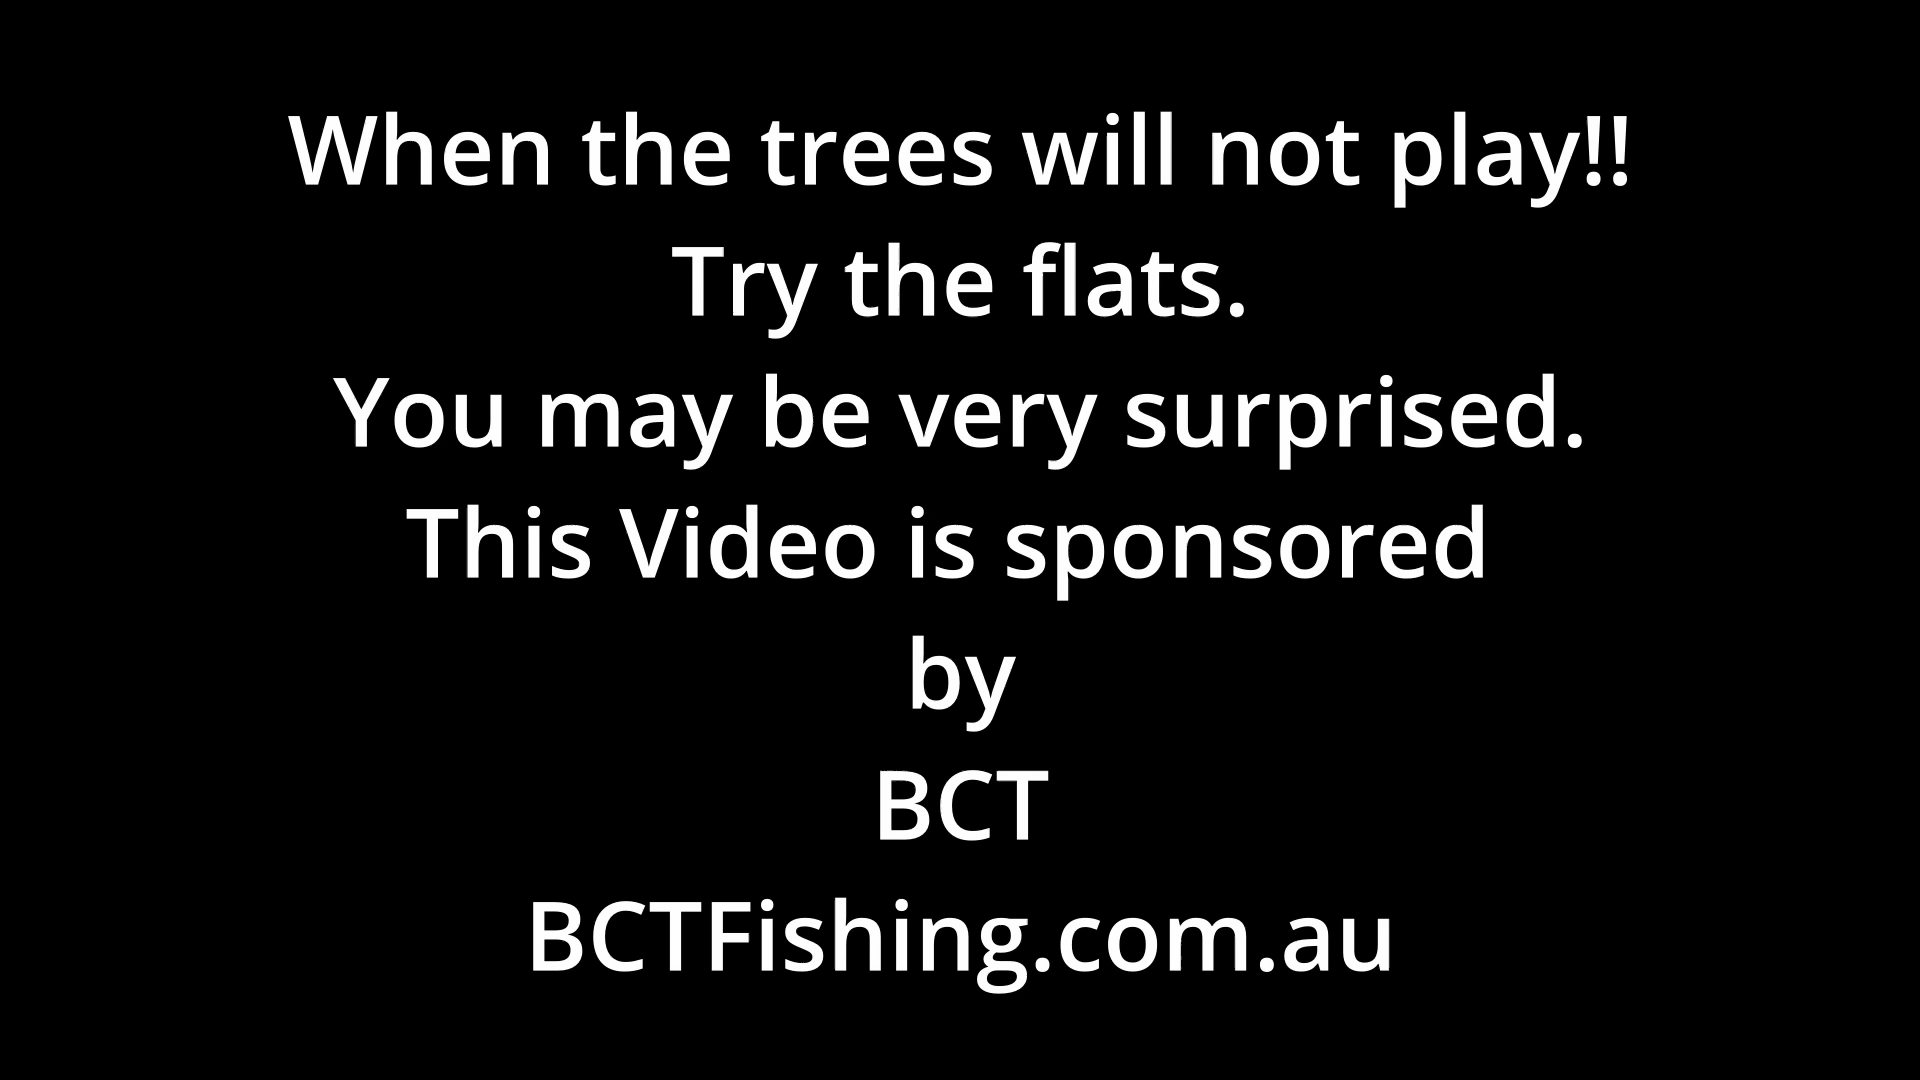 When the trees will not play!!
Try the flats.
You may be very surprised.
This Video is sponsored
by
BCT
BCTFishing.com.au